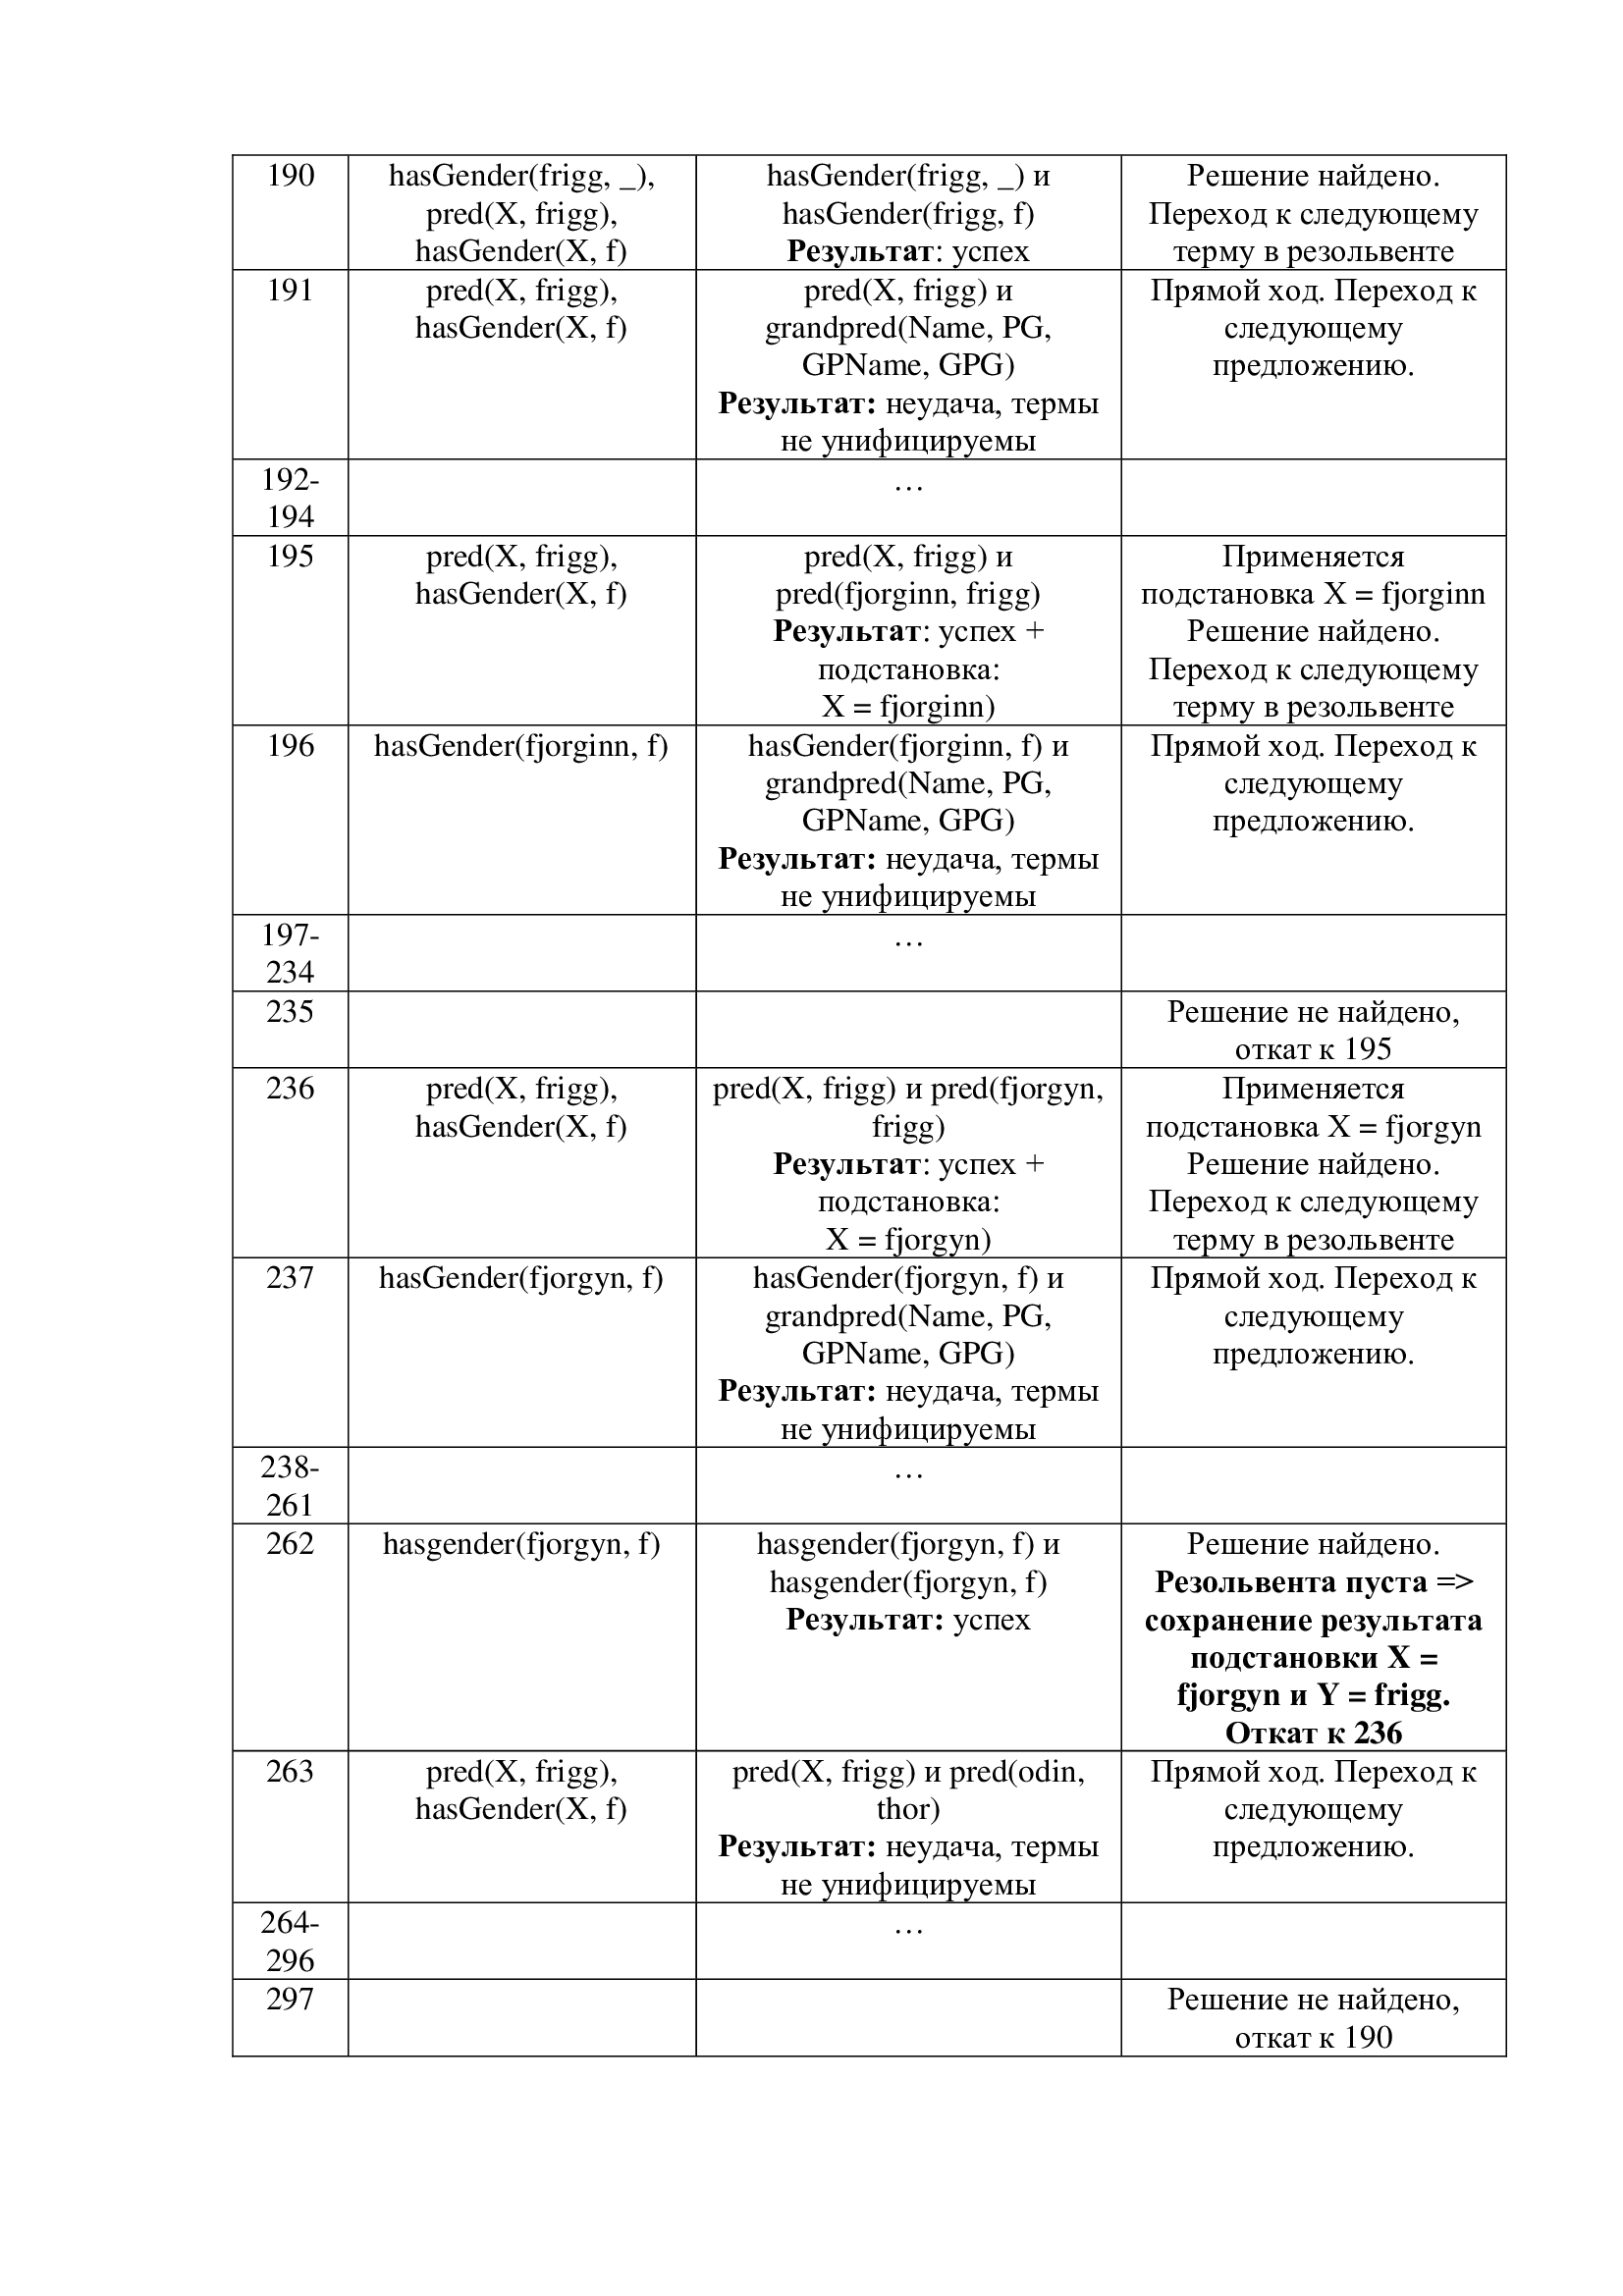 190
hasGender(frigg, _),
pred(X, frigg),
hasGender(X, f)
hasGender(frigg, _) и
hasGender(frigg, f)
Результат: успех
Решение найдено.
Переход к следующему
терму в резольвенте
191
pred(X, frigg),
hasGender(X, f)
pred(X, frigg) и
grandpred(Name, PG,
GPName, GPG)
Результат: неудача, термы
не унифицируемы
Прямой ход. Переход к
следующему
предложению.
192-
194
…
195
pred(X, frigg),
hasGender(X, f)
pred(X, frigg) и
pred(fjorginn, frigg)
Результат: успех +
подстановка:
X = fjorginn)
Применяется
подстановка X = fjorginn
Решение найдено.
Переход к следующему
терму в резольвенте
196
hasGender(fjorginn, f)
hasGender(fjorginn, f) и
grandpred(Name, PG,
GPName, GPG)
Результат: неудача, термы
не унифицируемы
Прямой ход. Переход к
следующему
предложению.
197-
234
…
235
Решение не найдено,
откат к 195
236
pred(X, frigg),
hasGender(X, f)
pred(X, frigg) и pred(fjorgyn,
frigg)
Результат: успех +
подстановка:
X = fjorgyn)
Применяется
подстановка X = fjorgyn
Решение найдено.
Переход к следующему
терму в резольвенте
237
hasGender(fjorgyn, f)
hasGender(fjorgyn, f) и
grandpred(Name, PG,
GPName, GPG)
Результат: неудача, термы
не унифицируемы
Прямой ход. Переход к
следующему
предложению.
238-
261
…
262
hasgender(fjorgyn, f)
hasgender(fjorgyn, f) и
hasgender(fjorgyn, f)
Результат: успех
Решение найдено.
Резольвента пуста =>
сохранение результата
подстановки X =
fjorgyn и Y = frigg.
Откат к 236
263
pred(X, frigg),
hasGender(X, f)
pred(X, frigg) и pred(odin,
thor)
Результат: неудача, термы
не унифицируемы
Прямой ход. Переход к
следующему
предложению.
264-
296
…
297
Решение не найдено,
откат к 190